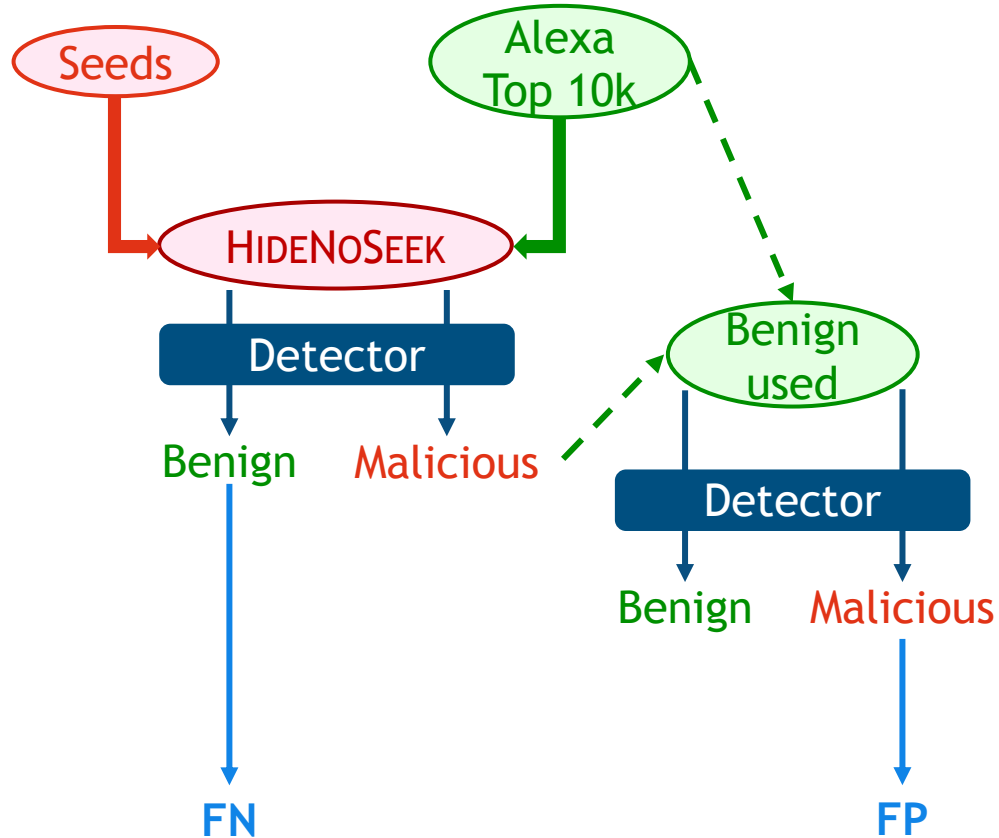 Seeds
Alexa
Top 10k
HIDENOSEEK
Detector
Benign
used
Benign
Malicious
Detector
Benign
Malicious
FN
FP